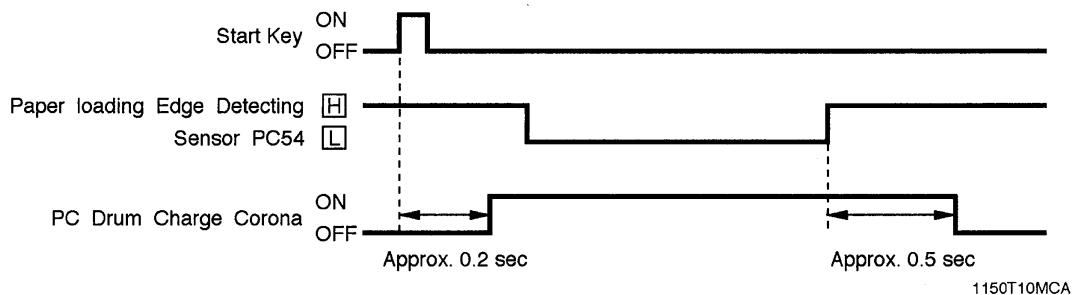 ON
Start Key
OFF
Paper loading Edge Detecting H
Sensor PC54 L
ON
PC Drum Charge Corona
OFF
Approx. 0.2 sec Approx. 0.5 sec
1150T10MCA